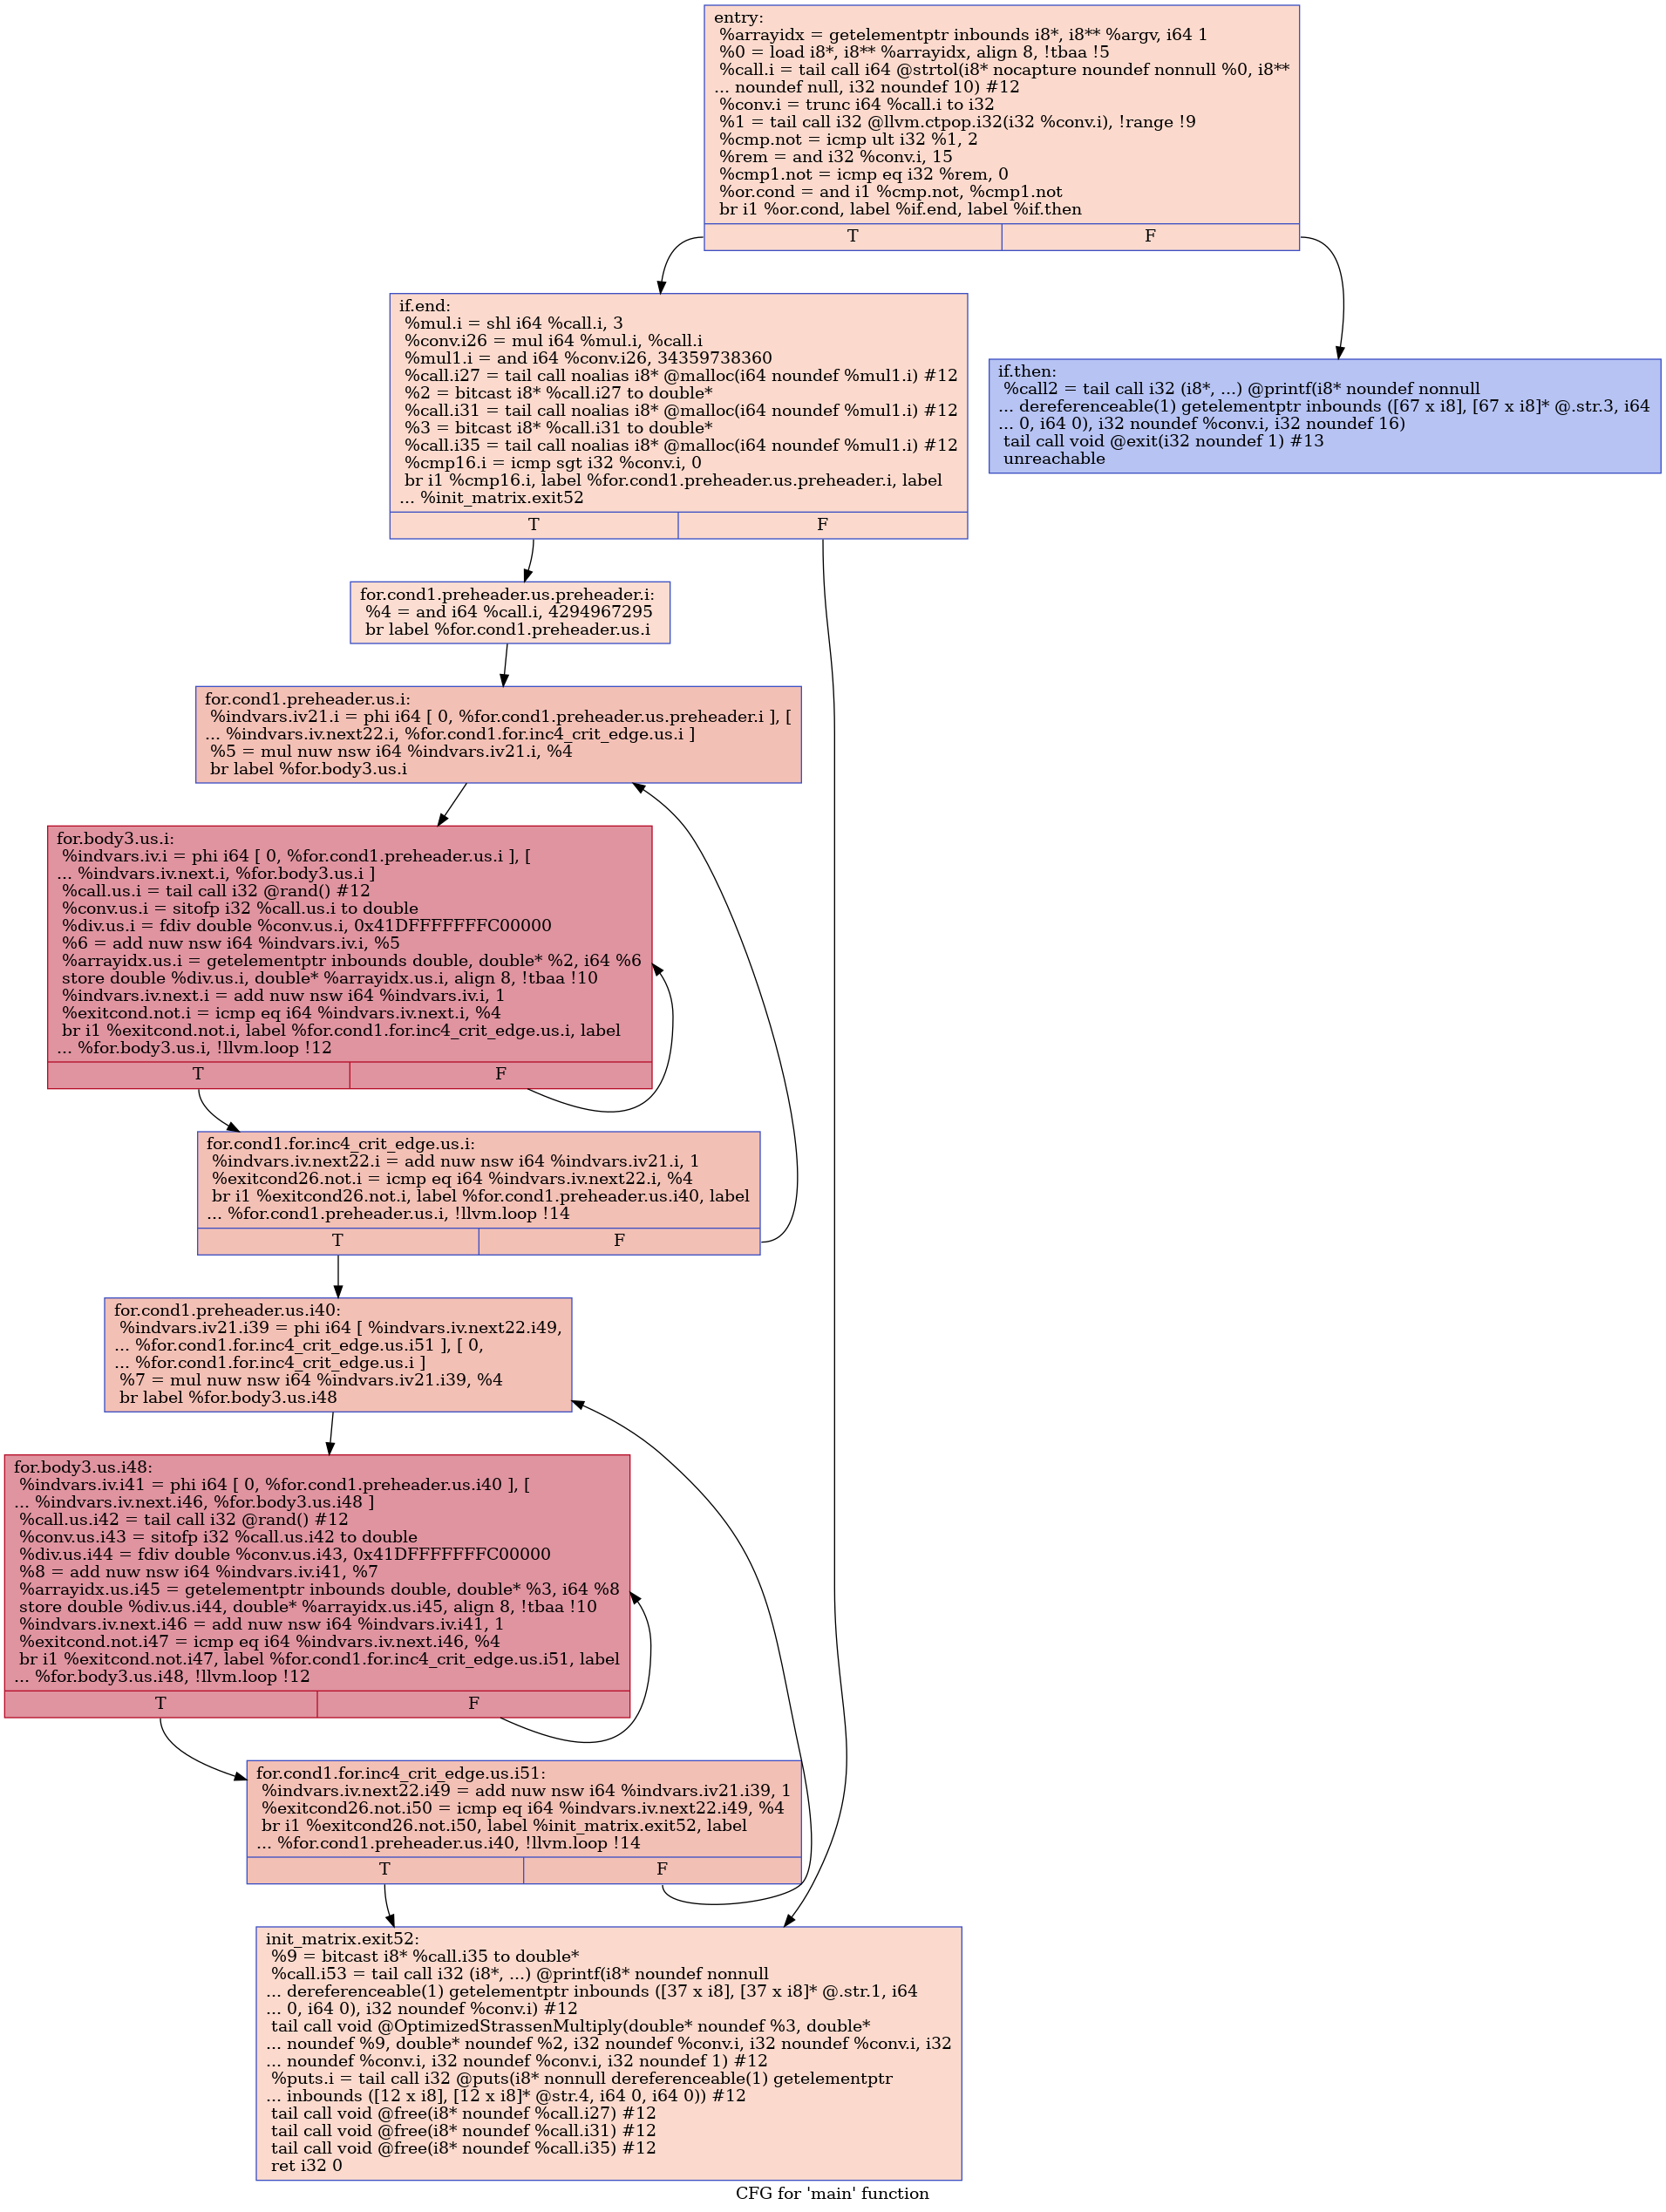 entry:
%arrayidx = getelementptr inbounds i8*, i8** %argv, i64 1
%0 = load i8*, i8** %arrayidx, align 8, !tbaa !5
%call.i = tail call i64 @strtol(i8* nocapture noundef nonnull %0, i8**
... noundef null, i32 noundef 10) #12
%conv.i = trunc i64 %call.i to i32
%1 = tail call i32 @llvm.ctpop.i32(i32 %conv.i), !range !9
%cmp.not = icmp ult i32 %1, 2
%rem = and i32 %conv.i, 15
%cmp1.not = icmp eq i32 %rem, 0
%or.cond = and i1 %cmp.not, %cmp1.not
br i1 %or.cond, label %if.end, label %if.then
T
F
if.end:
%mul.i = shl i64 %call.i, 3
%conv.i26 = mul i64 %mul.i, %call.i
%mul1.i = and i64 %conv.i26, 34359738360
%call.i27 = tail call noalias i8* @malloc(i64 noundef %mul1.i) #12
%2 = bitcast i8* %call.i27 to double*
%call.i31 = tail call noalias i8* @malloc(i64 noundef %mul1.i) #12
%3 = bitcast i8* %call.i31 to double*
%call.i35 = tail call noalias i8* @malloc(i64 noundef %mul1.i) #12
%cmp16.i = icmp sgt i32 %conv.i, 0
br i1 %cmp16.i, label %for.cond1.preheader.us.preheader.i, label
... %init_matrix.exit52
T
F
if.then:
%call2 = tail call i32 (i8*, ...) @printf(i8* noundef nonnull
... dereferenceable(1) getelementptr inbounds ([67 x i8], [67 x i8]* @.str.3, i64
... 0, i64 0), i32 noundef %conv.i, i32 noundef 16)
tail call void @exit(i32 noundef 1) #13
unreachable
for.cond1.preheader.us.preheader.i:
%4 = and i64 %call.i, 4294967295
br label %for.cond1.preheader.us.i
for.cond1.preheader.us.i:
%indvars.iv21.i = phi i64 [ 0, %for.cond1.preheader.us.preheader.i ], [
... %indvars.iv.next22.i, %for.cond1.for.inc4_crit_edge.us.i ]
%5 = mul nuw nsw i64 %indvars.iv21.i, %4
br label %for.body3.us.i
for.body3.us.i:
%indvars.iv.i = phi i64 [ 0, %for.cond1.preheader.us.i ], [
... %indvars.iv.next.i, %for.body3.us.i ]
%call.us.i = tail call i32 @rand() #12
%conv.us.i = sitofp i32 %call.us.i to double
%div.us.i = fdiv double %conv.us.i, 0x41DFFFFFFFC00000
%6 = add nuw nsw i64 %indvars.iv.i, %5
%arrayidx.us.i = getelementptr inbounds double, double* %2, i64 %6
store double %div.us.i, double* %arrayidx.us.i, align 8, !tbaa !10
%indvars.iv.next.i = add nuw nsw i64 %indvars.iv.i, 1
%exitcond.not.i = icmp eq i64 %indvars.iv.next.i, %4
br i1 %exitcond.not.i, label %for.cond1.for.inc4_crit_edge.us.i, label
... %for.body3.us.i, !llvm.loop !12
T
F
for.cond1.for.inc4_crit_edge.us.i:
%indvars.iv.next22.i = add nuw nsw i64 %indvars.iv21.i, 1
%exitcond26.not.i = icmp eq i64 %indvars.iv.next22.i, %4
br i1 %exitcond26.not.i, label %for.cond1.preheader.us.i40, label
... %for.cond1.preheader.us.i, !llvm.loop !14
T
F
for.cond1.preheader.us.i40:
%indvars.iv21.i39 = phi i64 [ %indvars.iv.next22.i49,
... %for.cond1.for.inc4_crit_edge.us.i51 ], [ 0,
... %for.cond1.for.inc4_crit_edge.us.i ]
%7 = mul nuw nsw i64 %indvars.iv21.i39, %4
br label %for.body3.us.i48
for.body3.us.i48:
%indvars.iv.i41 = phi i64 [ 0, %for.cond1.preheader.us.i40 ], [
... %indvars.iv.next.i46, %for.body3.us.i48 ]
%call.us.i42 = tail call i32 @rand() #12
%conv.us.i43 = sitofp i32 %call.us.i42 to double
%div.us.i44 = fdiv double %conv.us.i43, 0x41DFFFFFFFC00000
%8 = add nuw nsw i64 %indvars.iv.i41, %7
%arrayidx.us.i45 = getelementptr inbounds double, double* %3, i64 %8
store double %div.us.i44, double* %arrayidx.us.i45, align 8, !tbaa !10
%indvars.iv.next.i46 = add nuw nsw i64 %indvars.iv.i41, 1
%exitcond.not.i47 = icmp eq i64 %indvars.iv.next.i46, %4
br i1 %exitcond.not.i47, label %for.cond1.for.inc4_crit_edge.us.i51, label
... %for.body3.us.i48, !llvm.loop !12
T
F
for.cond1.for.inc4_crit_edge.us.i51:
%indvars.iv.next22.i49 = add nuw nsw i64 %indvars.iv21.i39, 1
%exitcond26.not.i50 = icmp eq i64 %indvars.iv.next22.i49, %4
br i1 %exitcond26.not.i50, label %init_matrix.exit52, label
... %for.cond1.preheader.us.i40, !llvm.loop !14
T
F
init_matrix.exit52:
%9 = bitcast i8* %call.i35 to double*
%call.i53 = tail call i32 (i8*, ...) @printf(i8* noundef nonnull
... dereferenceable(1) getelementptr inbounds ([37 x i8], [37 x i8]* @.str.1, i64
... 0, i64 0), i32 noundef %conv.i) #12
tail call void @OptimizedStrassenMultiply(double* noundef %3, double*
... noundef %9, double* noundef %2, i32 noundef %conv.i, i32 noundef %conv.i, i32
... noundef %conv.i, i32 noundef %conv.i, i32 noundef 1) #12
%puts.i = tail call i32 @puts(i8* nonnull dereferenceable(1) getelementptr
... inbounds ([12 x i8], [12 x i8]* @str.4, i64 0, i64 0)) #12
tail call void @free(i8* noundef %call.i27) #12
tail call void @free(i8* noundef %call.i31) #12
tail call void @free(i8* noundef %call.i35) #12
ret i32 0
CFG for 'main' function